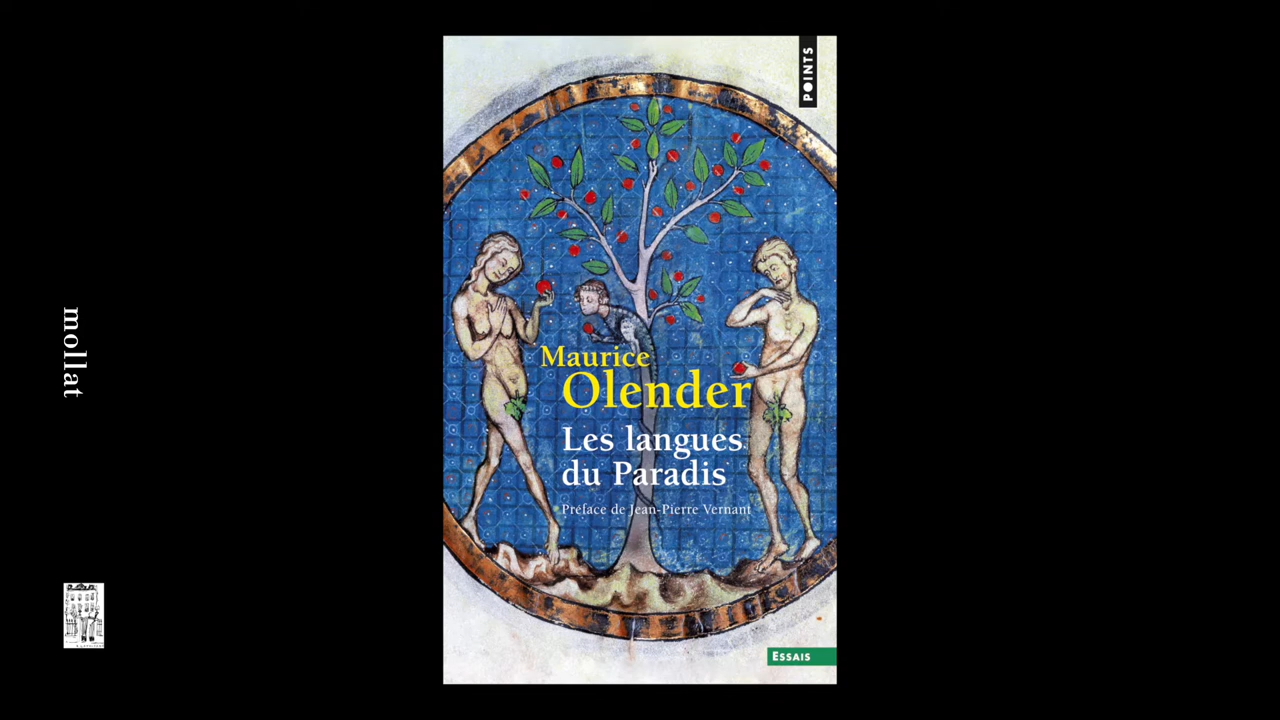 POINTS
Maurice
Olender
Les langues
du Paradis
Préface de Jean-Pierre Vernant
ESSAIS
mollat